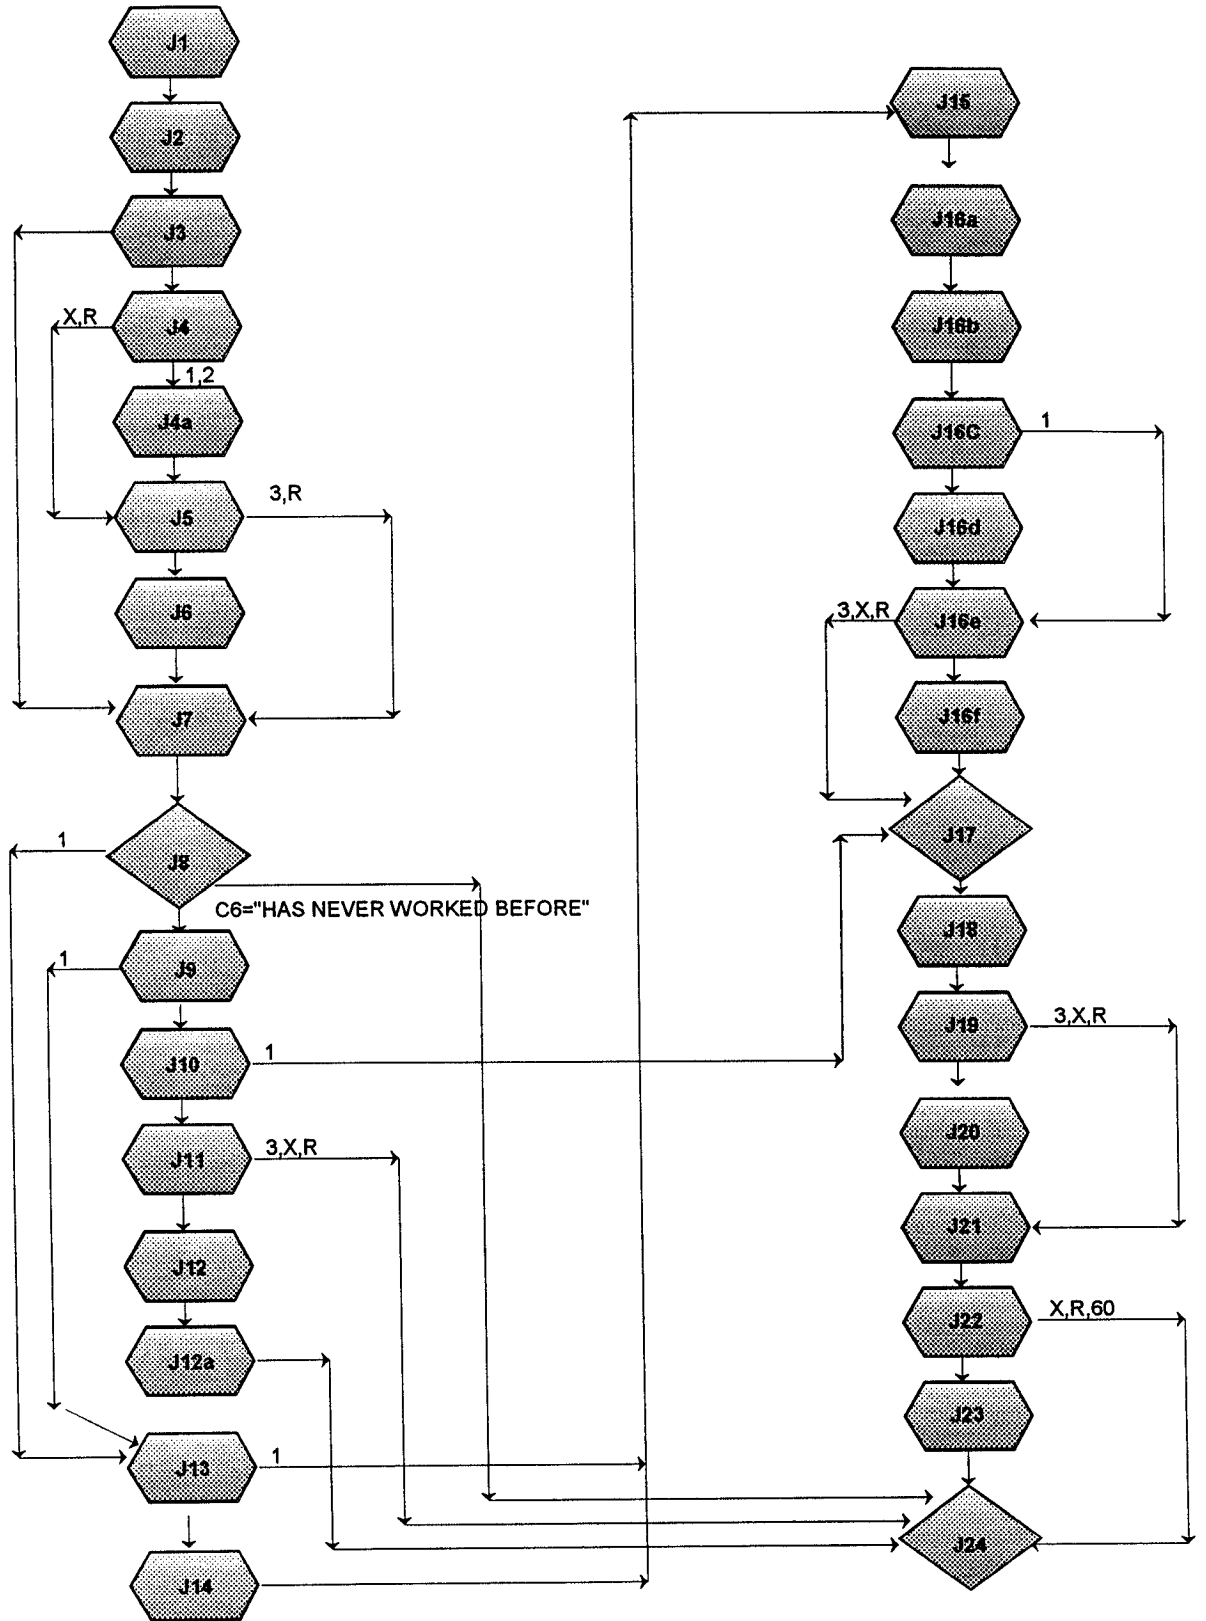 J1
J2
J3
J4
X,R
1,2
J4a
J5
3,R
J6
J7
J8
1
C6="HAS NEVER WORKED BEFORE"
J9
1
J10
1
J11
3,X,R
J12
J12a
J13
1
J14
J15
J16a
J16b
J16C
1
J16d
J16e
3,X,R
J16f
J17
J18
J19
3,X,R
J20
J21
J22
X,R,60
J23
J24